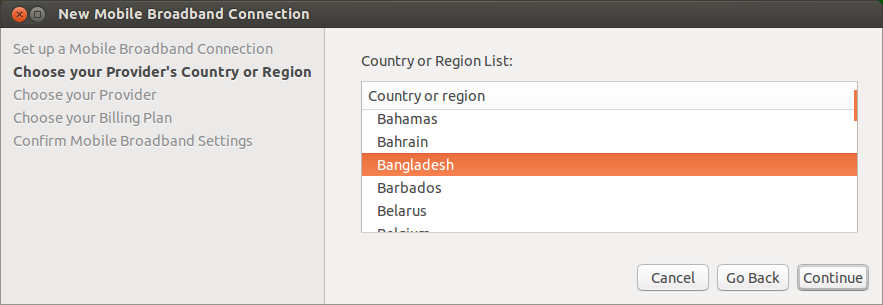 New Mobile Broadband Connection
Set up a Mobile Broadband Connection
Choose your Provider's Country or Region
Choose your Provider
Choose your Billing Plan
Confirm Mobile Broadband Settings
Country or Region List:
Country or region
Bahamas
Bahrain
Bangladesh
Barbados
Belarus
Belgium
Cancel
Go Back
Continue